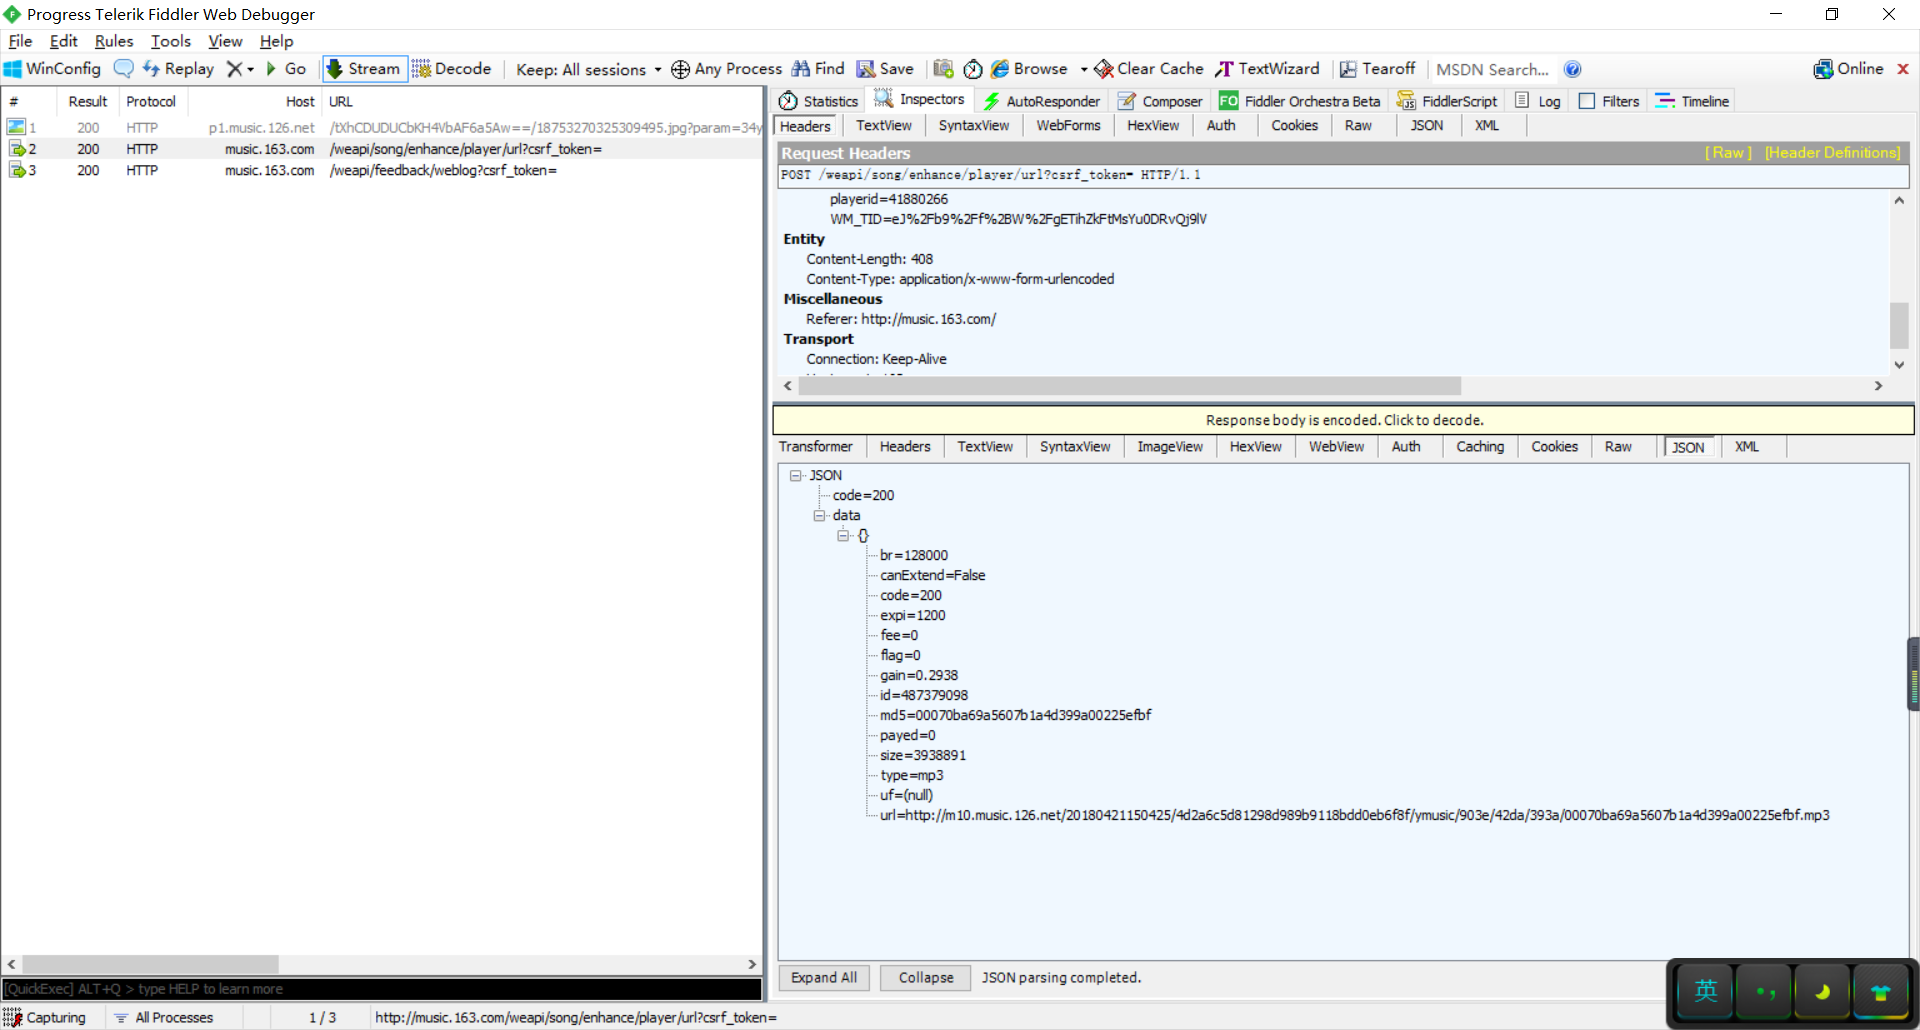 Progress Telerik Fiddler Web Debugger
File Edit Rules Tools View Help
WinConfig Replay Go Stream Decode Keep: All sessions Any Process Find Save Browse Clear Cache TextWizard Tearoff MSDN Search... Online
# Result Protocol Host URL
1 200 HTTP p1.music.126.net /tXhCDUDUCbKH4VbAF6a5Aw==/18753270325309495.jpg?param=34y
2 200 HTTP music.163.com /weapi/song/enhance/player/url?csrf_token=
3 200 HTTP music.163.com /weapi/feedback/weblog?csrf_token=
[QuickExec] ALT+Q > type HELP to learn more
Statistics Inspectors AutoResponder Composer FO Fiddler Orchestra Beta FiddlerScript Log Filters Timeline
Headers TextView SyntaxView WebForms HexView Auth Cookies Raw JSON XML
Request Headers [ Raw ] [Header Definitions]
POST /weapi/song/enhance/player/url?csrf_token= HTTP/1.1
playerid=41880266
WM_TID=eJ%2Fb9%2Ff%2BW%2FgETihZkFtMsYu0DRvQj9lV
Entity
Content-Length: 408
Content-Type: application/x-www-form-urlencoded
Miscellaneous
Referer: http://music.163.com/
Transport
Connection: Keep-Alive
Response body is encoded. Click to decode.
Transformer Headers TextView SyntaxView ImageView HexView WebView Auth Caching Cookies Raw JSON XML
JSON
code=200
data
{}
br=128000
canExtend=False
code=200
expi=1200
fee=0
flag=0
gain=0.2938
id=487379098
md5=00070ba69a5607b1a4d399a00225efbf
payed=0
size=3938891
type=mp3
uf=(null)
url=http://m10.music.126.net/20180421150425/4d2a6c5d81298d989b9118bdd0eb6f8f/ymusic/903e/42da/393a/00070ba69a5607b1a4d399a00225efbf.mp3
Expand All Collapse JSON parsing completed.
英
Capturing All Processes 1 / 3 http://music.163.com/weapi/song/enhance/player/url?csrf_token=